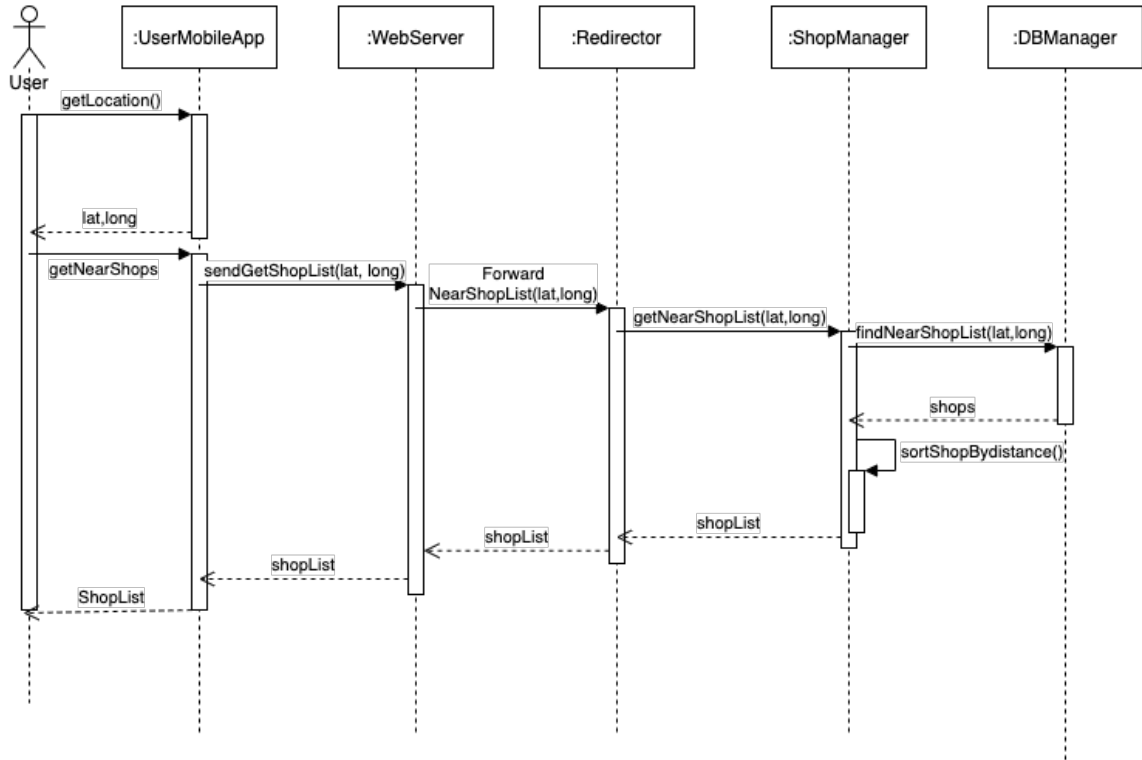 :UserMobileApp
:WebServer
:Redirector
:ShopManager
:DBManager
User
getLocation()
lat,long
getNearShops
sendGetShopList(lat, long)
Forward
NearShopList(lat,long)
getNearShopList(lat,long)
findNearShopList(lat,long)
shops
sortShopBydistance()
shopList
shopList
shopList
ShopList